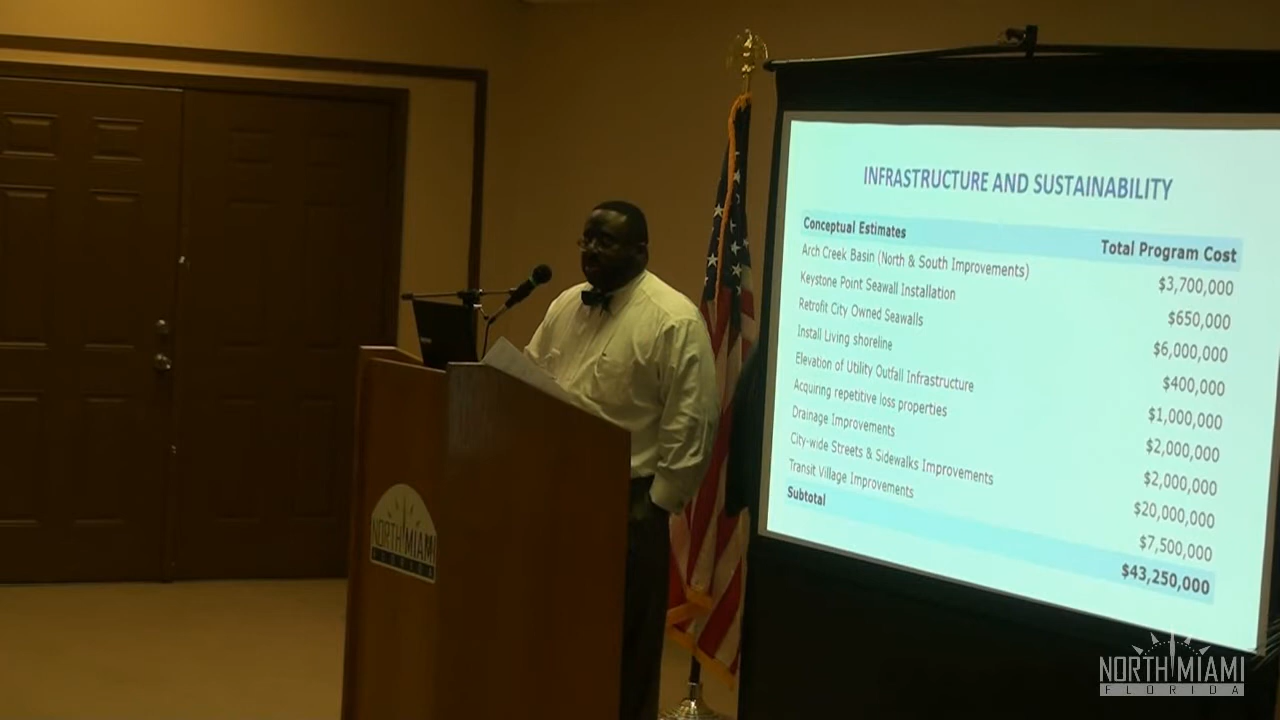 INFRASTRUCTURE AND SUSTAINABILITY
Conceptual Estimates Total Program Cost
Arch Creek Basin (North & South Improvements) $3,700,000
Keystone Point Seawall Installation $650,000
Retrofit City Owned Seawalls $6,000,000
Install Living shoreline $400,000
Elevation of Utility Outfall Infrastructure $1,000,000
Acquiring repetitive loss properties $2,000,000
Drainage Improvements $2,000,000
City-wide Streets & Sidewalks Improvements $20,000,000
Transit Village Improvements $7,500,000
Subtotal $43,250,000
NORTH MIAMI
FLORIDA
NORTH MIAMI
FLORIDA